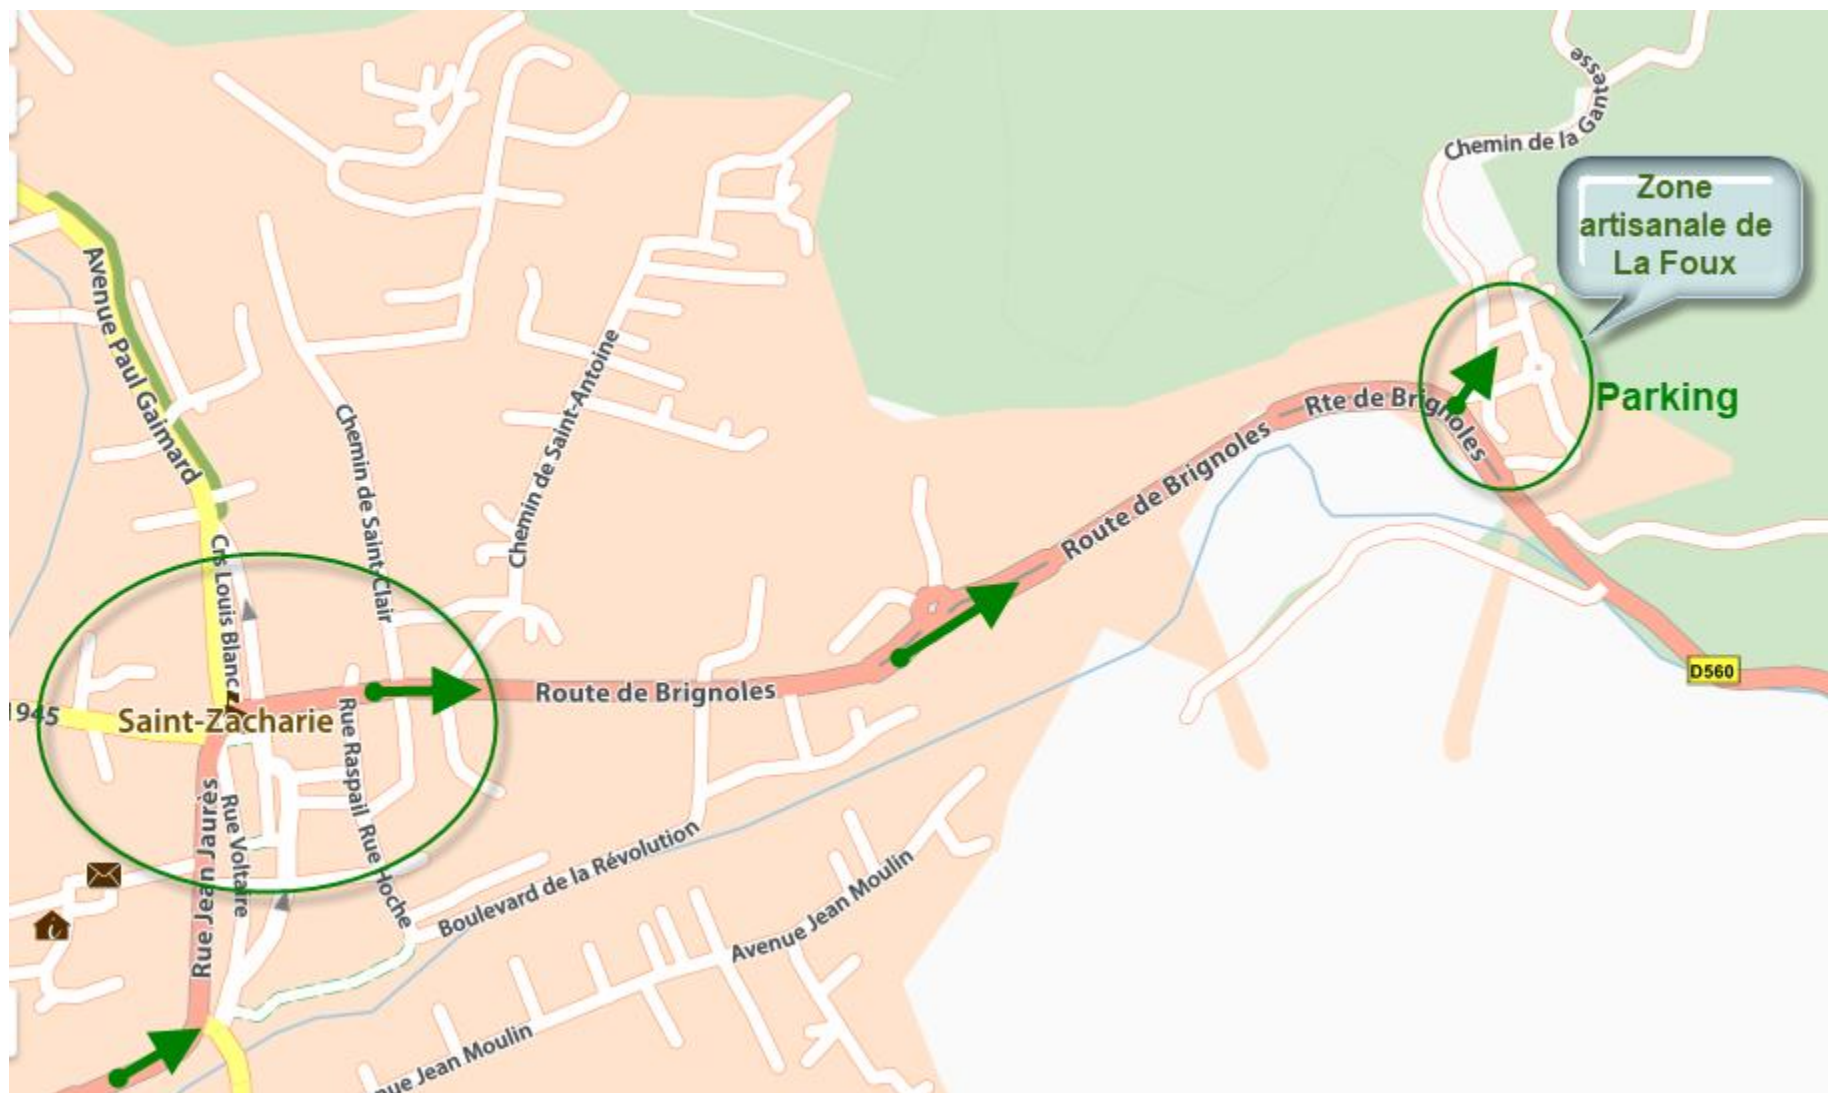 Chemin de la Gantesse
Zone
artisanale de
La Foux
Avenue Paul Gaimard
Chemin de Saint-Antoine
Chemin de Saint-Clair
Rte de Brignoles
Parking
Route de Brignoles
Crs Louis Blanc
Route de Brignoles
D560
1945
Saint-Zacharie
Rue Raspail
Rue Jean Jaurès
Rue Voltaire
Rue Hoche
Boulevard de la Révolution
Avenue Jean Moulin
nue Jean Moulin